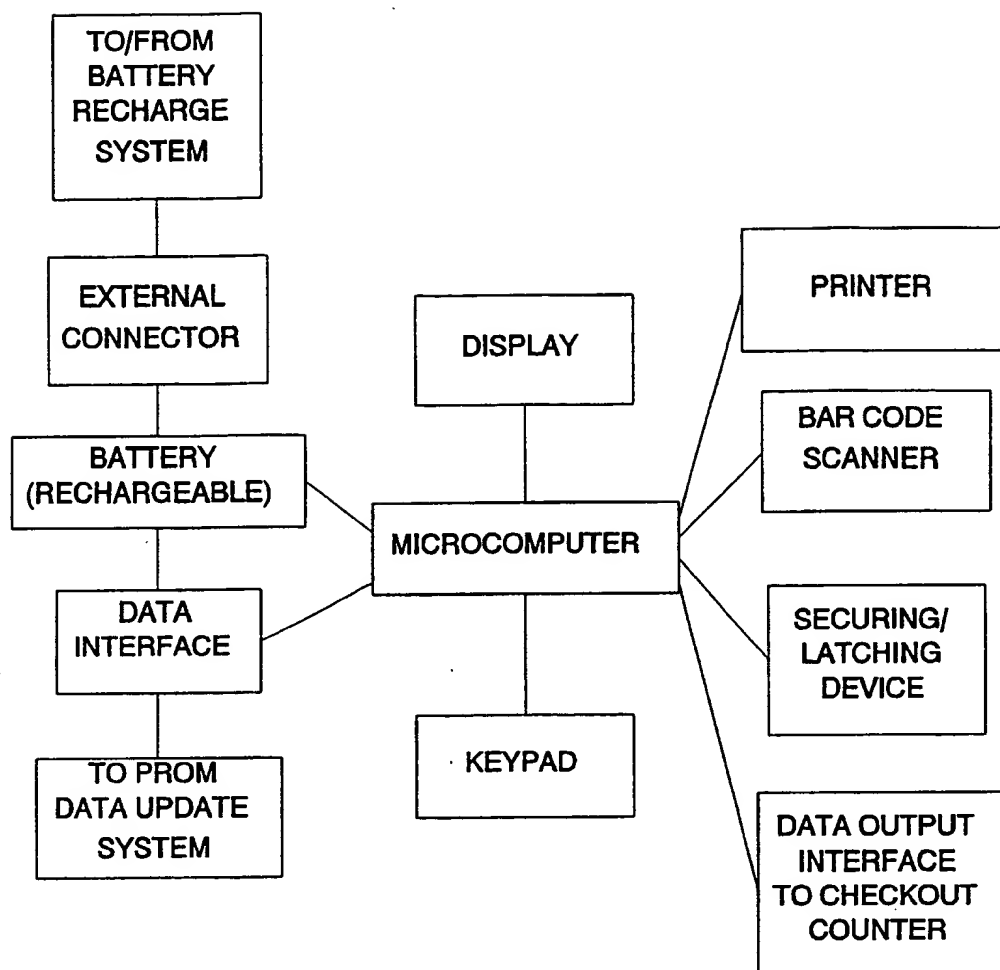 TO/FROM
BATTERY
RECHARGE
SYSTEM
EXTERNAL
CONNECTOR
BATTERY
(RECHARGEABLE)
DATA
INTERFACE
TO PROM
DATA UPDATE
SYSTEM
DISPLAY
MICROCOMPUTER
KEYPAD
PRINTER
BAR CODE
SCANNER
SECURING/
LATCHING
DEVICE
DATA OUTPUT
INTERFACE
TO CHECKOUT
COUNTER